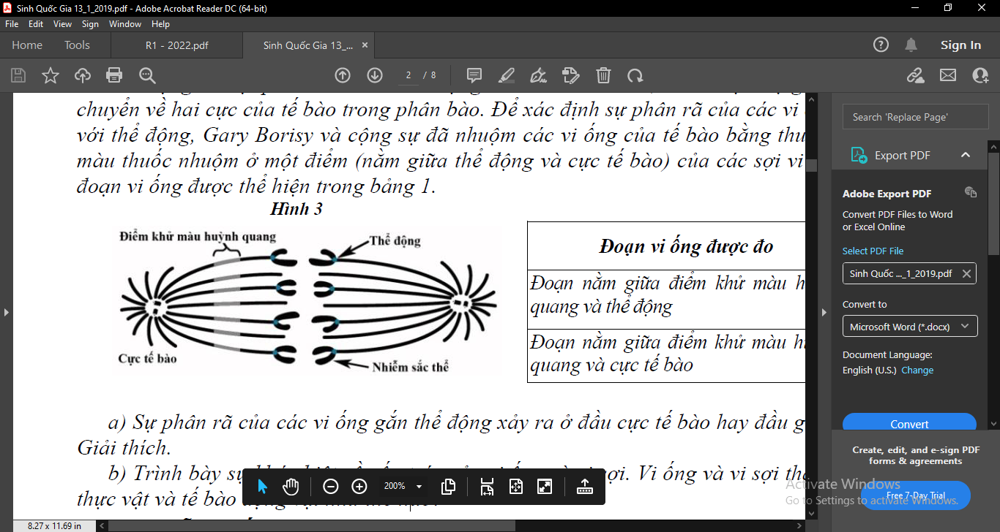 Sinh Quốc Gia 13_1_2019.pdf - Adobe Acrobat Reader DC (64-bit)
File Edit View Sign Window Help
Home Tools R1 - 2022.pdf Sinh Quốc Gia 13_... × Sign In
2 / 8
chuyển về hai cực của tế bào trong phân bào. Để xác định sự phân rã của các vi
với thể động, Gary Borisy và cộng sự đã nhuộm các vi ống của tế bào bằng thu
màu thuốc nhuộm ở một điểm (nằm giữa thể động và cực tế bào) của các sợi vi
đoạn vi ống được thể hiện trong bảng 1.
Hình 3
Điểm khử màu huỳnh quang
Thể động
Cực tế bào
Nhiễm sắc thể
Đoạn vi ống được đo
Đoạn nằm giữa điểm khử màu h
quang và thể động
Đoạn nằm giữa điểm khử màu h
quang và cực tế bào
a) Sự phân rã của các vi ống gắn thể động xảy ra ở đầu cực tế bào hay đầu g
Giải thích.
b) Trình bày sự ợi. Vi ống và vi sợi th
thực vật và tế bào
200%
8.27 x 11.69 in
Search 'Replace Page'
Export PDF
Adobe Export PDF
Convert PDF Files to Word
or Excel Online
Select PDF File
Sinh Quốc ..._1_2019.pdf
Convert to
Microsoft Word (*.docx)
Document Language:
English (U.S.) Change
Convert
Create, edit, and e-sign PDF
forms & agreements
Free 7-Day Trial
Activate Windows
Go to Settings to activate Windows.